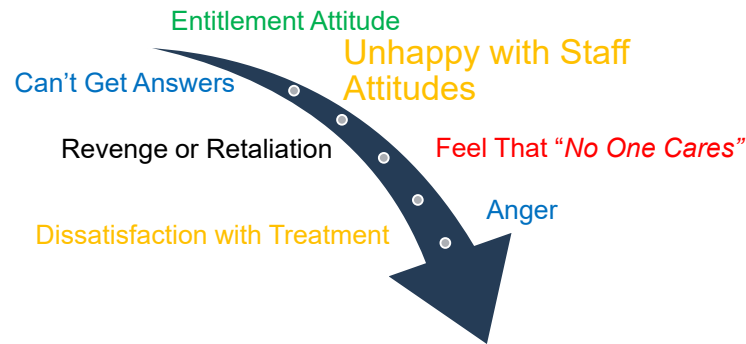 Entitlement Attitude
Unhappy with Staff
Attitudes
Can’t Get Answers
Revenge or Retaliation
Feel That “No One Cares”
Anger
Dissatisfaction with Treatment